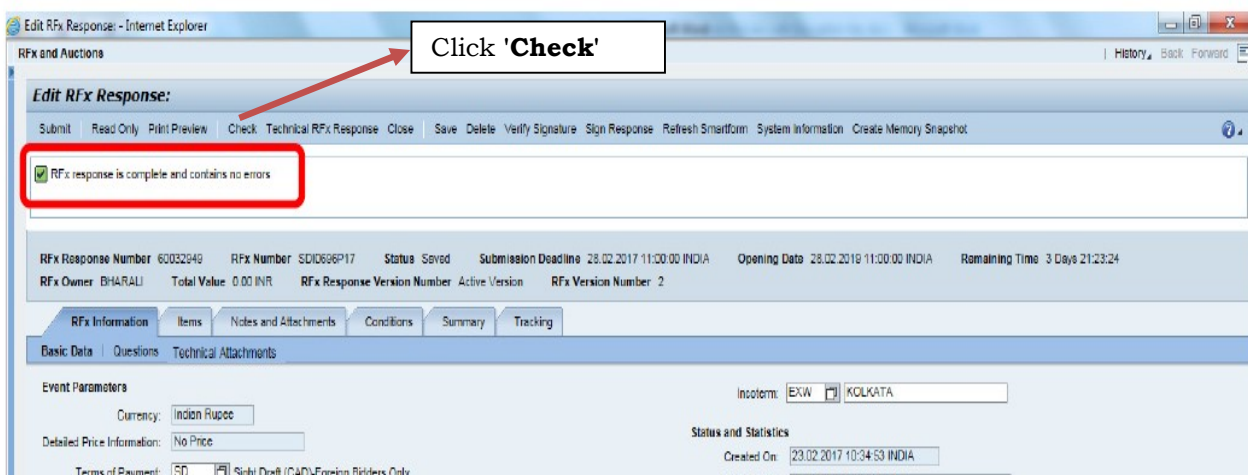 Edit RFx Response: - Internet Explorer
Click 'Check'
RFx and Auctions
History Back Forward
Edit RFx Response:
Submit Read Only Print Preview Check Technical RFx Response Close Save Delete Verify Signature Sign Response Refresh Smartform System Information Create Memory Snapshot
RFx response is complete and contains no errors
RFx Response Number 60032949 RFx Number SDI0696P17 Status Saved Submission Deadline 28.02.2017 11:00:00 INDIA Opening Date 28.02.2019 11:00:00 INDIA Remaining Time 3 Days 21:23:24
RFx Owner BHARALI Total Value 0.00 INR RFx Response Version Number Active Version RFx Version Number 2
RFx Information Items Notes and Attachments Conditions Summary Tracking
Basic Data Questions Technical Attachments
Event Parameters
Incoterm: EXW KOLKATA
Currency: Indian Rupee
Status and Statistics
Detailed Price Information: No Price
Created On: 23.02.2017 10:34:53 INDIA
Terms of Payment: SD Sight Draft (CAD)-Foreign Bidders Only